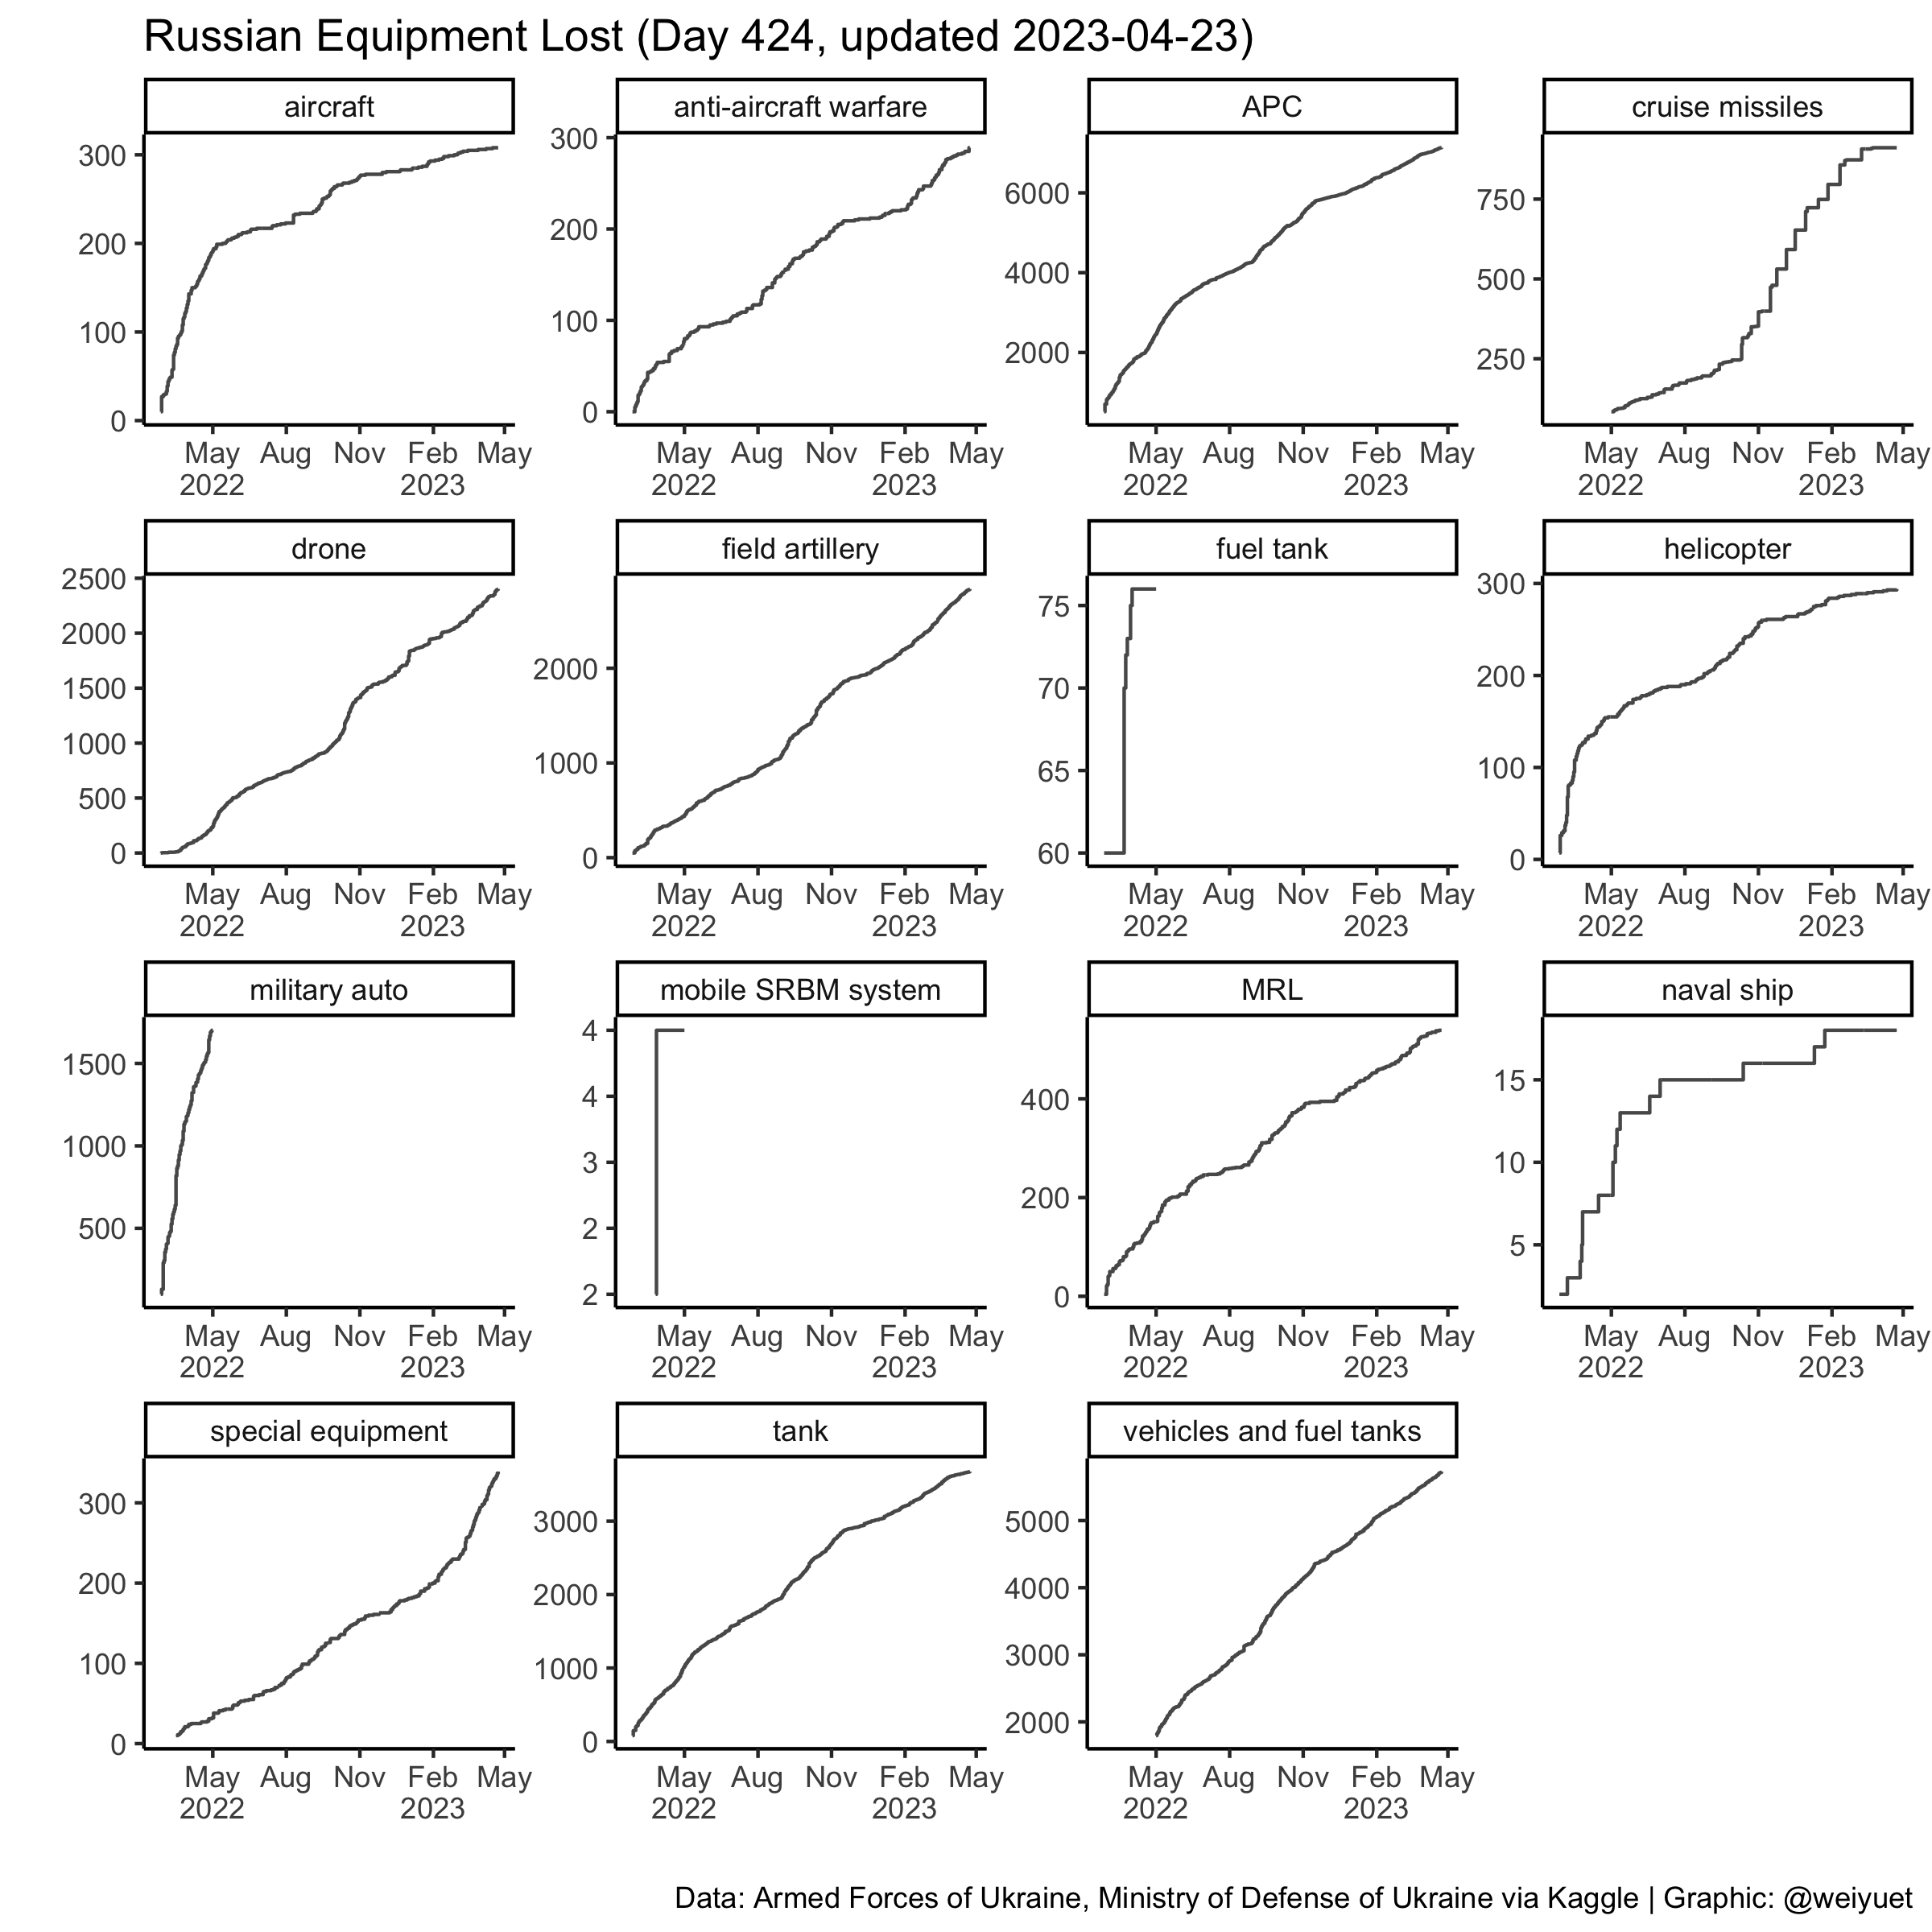 Russian Equipment Lost (Day 424, updated 2023-04-23)
aircraft
300
200
100
0
May Aug Nov Feb May
2022 2023
anti-aircraft warfare
300
200
100
0
May Aug Nov Feb May
2022 2023
APC
6000
4000
2000
May Aug Nov Feb May
2022 2023
cruise missiles
750
500
250
May Aug Nov Feb May
2022 2023
drone
2500
2000
1500
1000
500
0
May Aug Nov Feb May
2022 2023
field artillery
2000
1000
0
May Aug Nov Feb May
2022 2023
fuel tank
75
70
65
60
May Aug Nov Feb May
2022 2023
helicopter
300
200
100
0
May Aug Nov Feb May
2022 2023
military auto
1500
1000
500
May Aug Nov Feb May
2022 2023
mobile SRBM system
4
4
3
2
2
May Aug Nov Feb May
2022 2023
MRL
400
200
0
May Aug Nov Feb May
2022 2023
naval ship
15
10
5
May Aug Nov Feb May
2022 2023
special equipment
300
200
100
0
May Aug Nov Feb May
2022 2023
tank
3000
2000
1000
0
May Aug Nov Feb May
2022 2023
vehicles and fuel tanks
5000
4000
3000
2000
May Aug Nov Feb May
2022 2023
Data: Armed Forces of Ukraine, Ministry of Defense of Ukraine via Kaggle | Graphic: @weiyuet